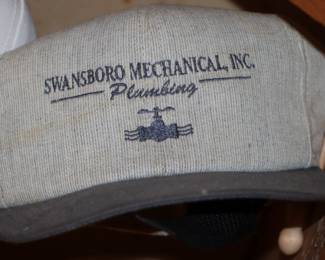 SWANSBORO MECHANICAL, INC.
Plumbing